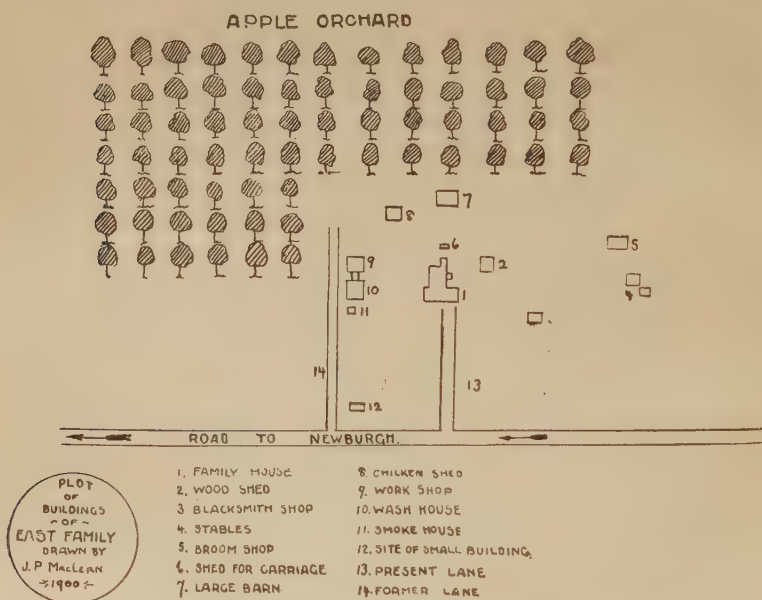 APPLE ORCHARD
7
8
6
5
9
2
10
4
1
11
14
13
12
ROAD TO NEWBURGH.
PLOT
OF
BUILDINGS
- OF -
EAST FAMILY
DRAWN BY
J. P MACLEAN
1900
1, FAMILY HOUSE
2. WOOD SHED
3 BLACKSMITH SHOP
4. STABLES
5. BROOM SHOP
6. SHED FOR CARRIAGE
7. LARGE BARN
8. CHICKEN SHED
9. WORK SHOP
10. WASH HOUSE
11. SMOKE HOUSE
12. SITE OF SMALL BUILDING.
13. PRESENT LANE
14. FORMER LANE